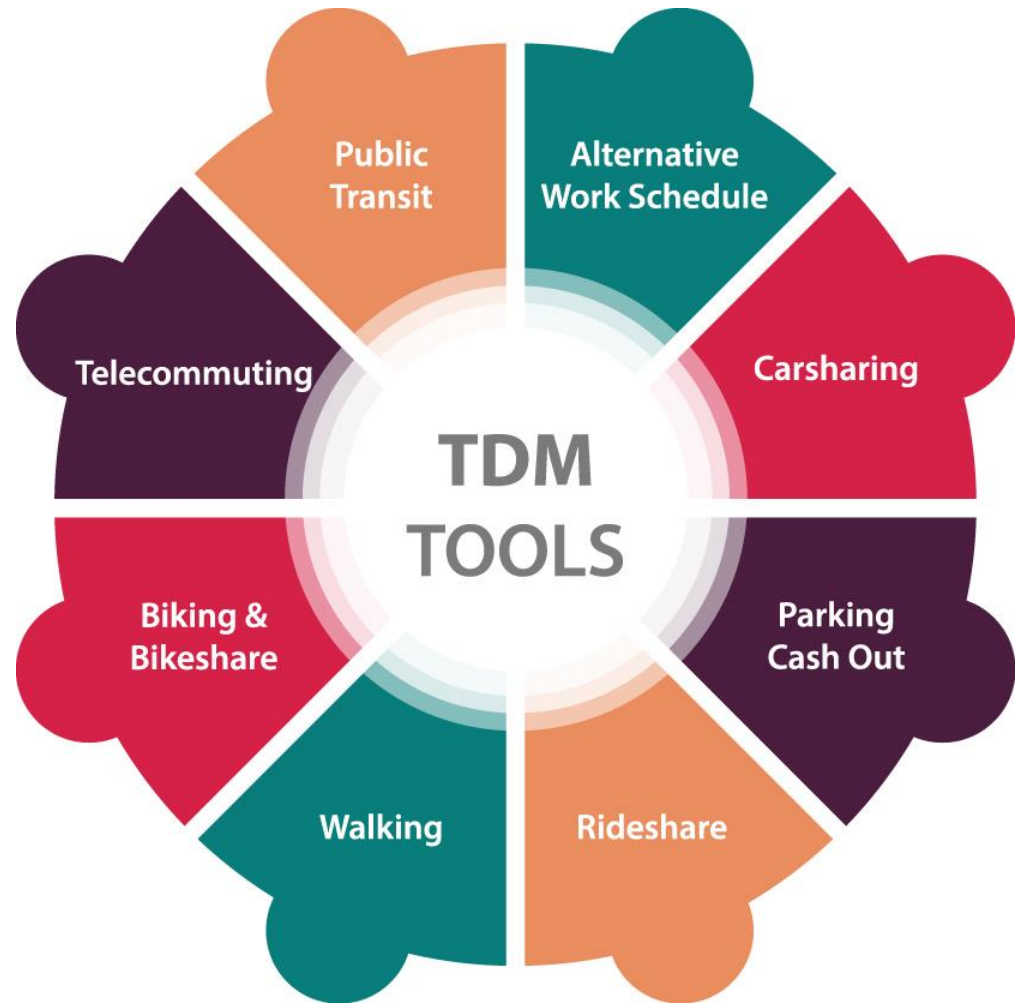 Public
Transit
Alternative
Work Schedule
Telecommuting
Carsharing
TDM
TOOLS
Biking &
Bikeshare
Parking
Cash Out
Walking
Rideshare